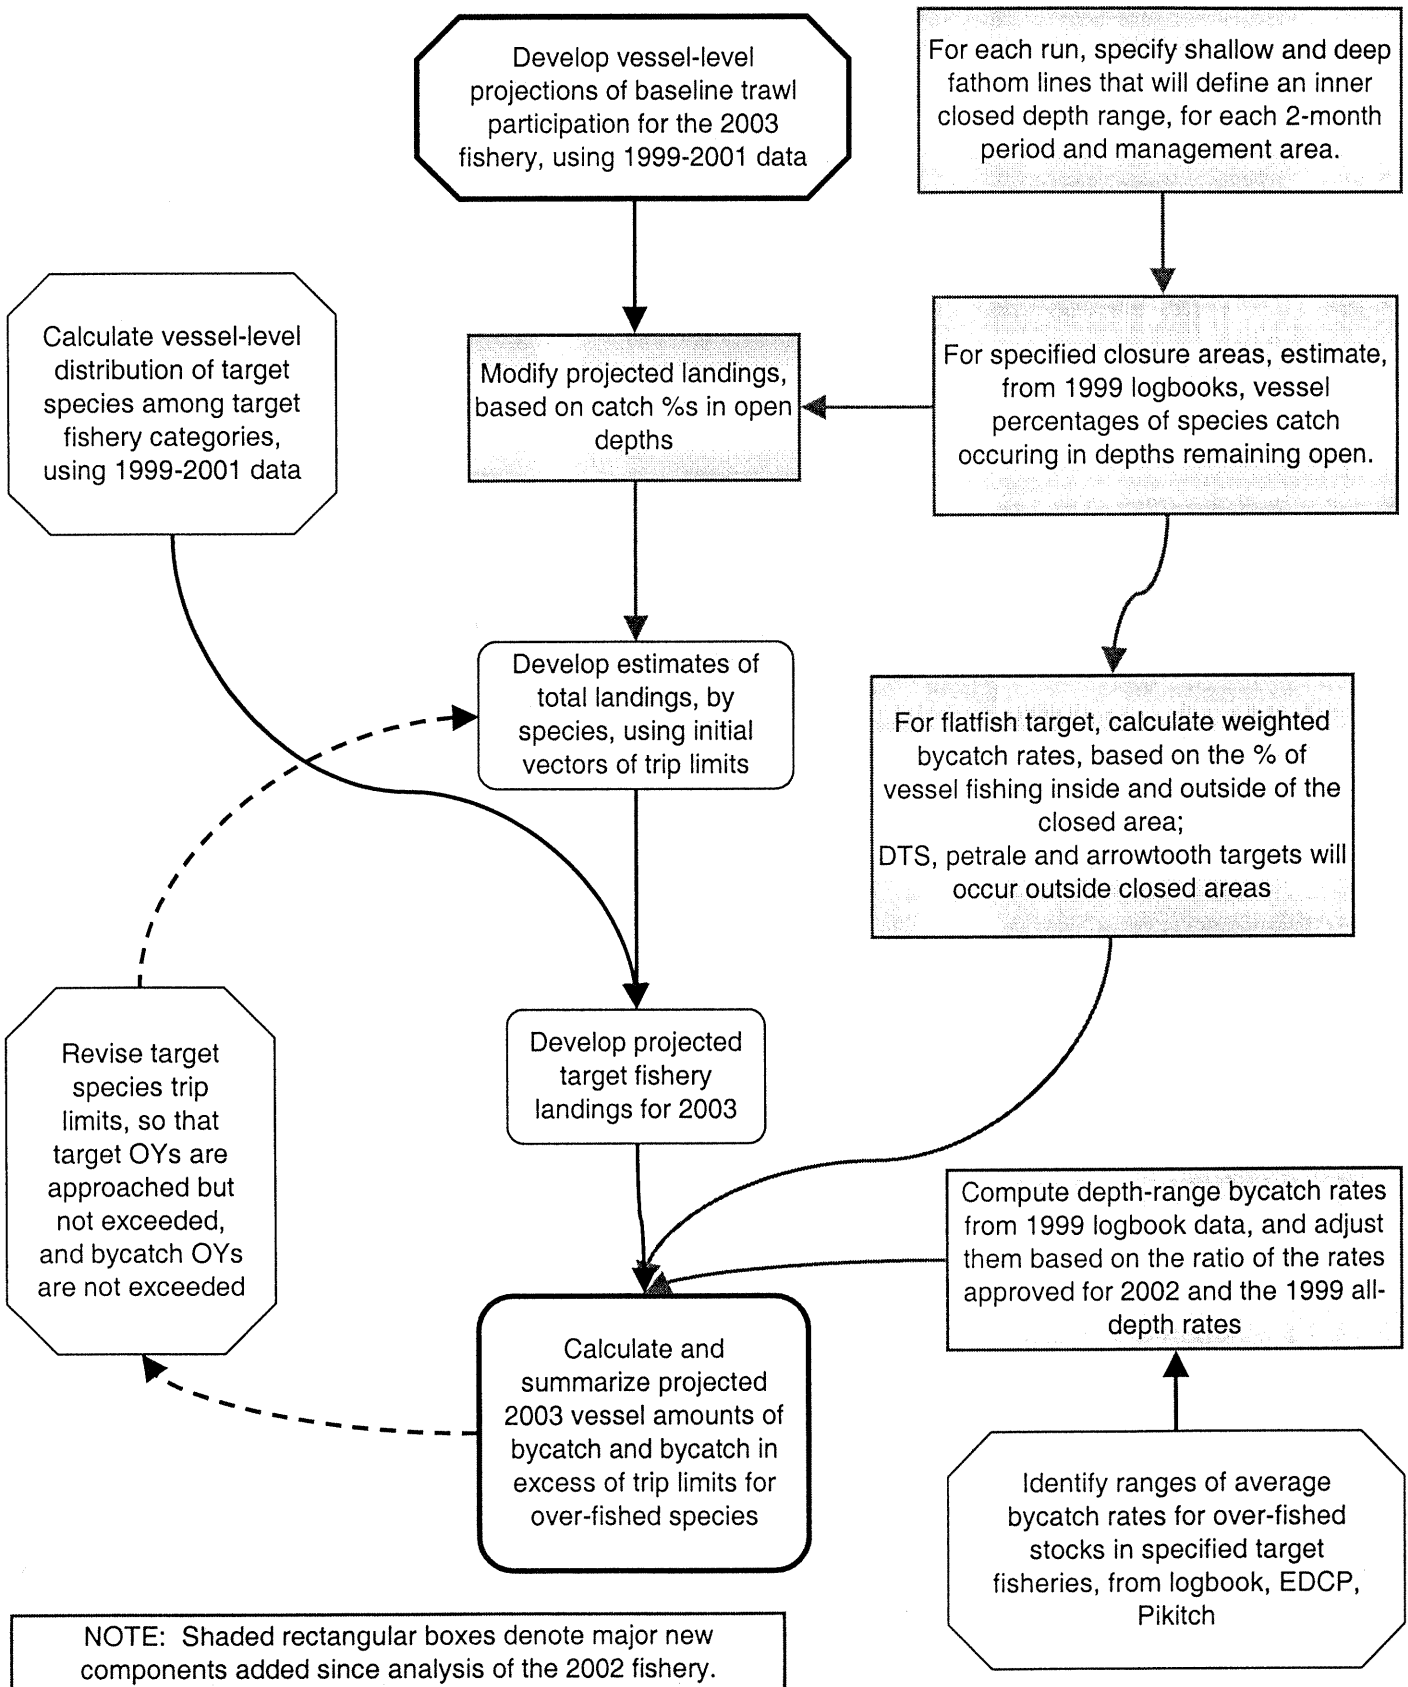 Develop vessel-level
projections of baseline trawl
participation for the 2003
fishery, using 1999-2001 data
For each run, specify shallow and deep
fathom lines that will define an inner
closed depth range, for each 2-month
period and management area.
Calculate vessel-level
distribution of target
species among target
fishery categories,
using 1999-2001 data
Modify projected landings,
based on catch %s in open
depths
For specified closure areas, estimate,
from 1999 logbooks, vessel
percentages of species catch
occuring in depths remaining open.
Develop estimates of
total landings, by
species, using initial
vectors of trip limits
For flatfish target, calculate weighted
bycatch rates, based on the % of
vessel fishing inside and outside of the
closed area;
DTS, petrale and arrowtooth targets will
occur outside closed areas
Revise target
species trip
limits, so that
target OYs are
approached but
not exceeded,
and bycatch OYs
are not exceeded
Develop projected
target fishery
landings for 2003
Compute depth-range bycatch rates
from 1999 logbook data, and adjust
them based on the ratio of the rates
approved for 2002 and the 1999 all-
depth rates
Calculate and
summarize projected
2003 vessel amounts of
bycatch and bycatch in
excess of trip limits for
over-fished species
Identify ranges of average
bycatch rates for over-fished
stocks in specified target
fisheries, from logbook, EDCP,
Pikitch
NOTE: Shaded rectangular boxes denote major new
components added since analysis of the 2002 fishery.